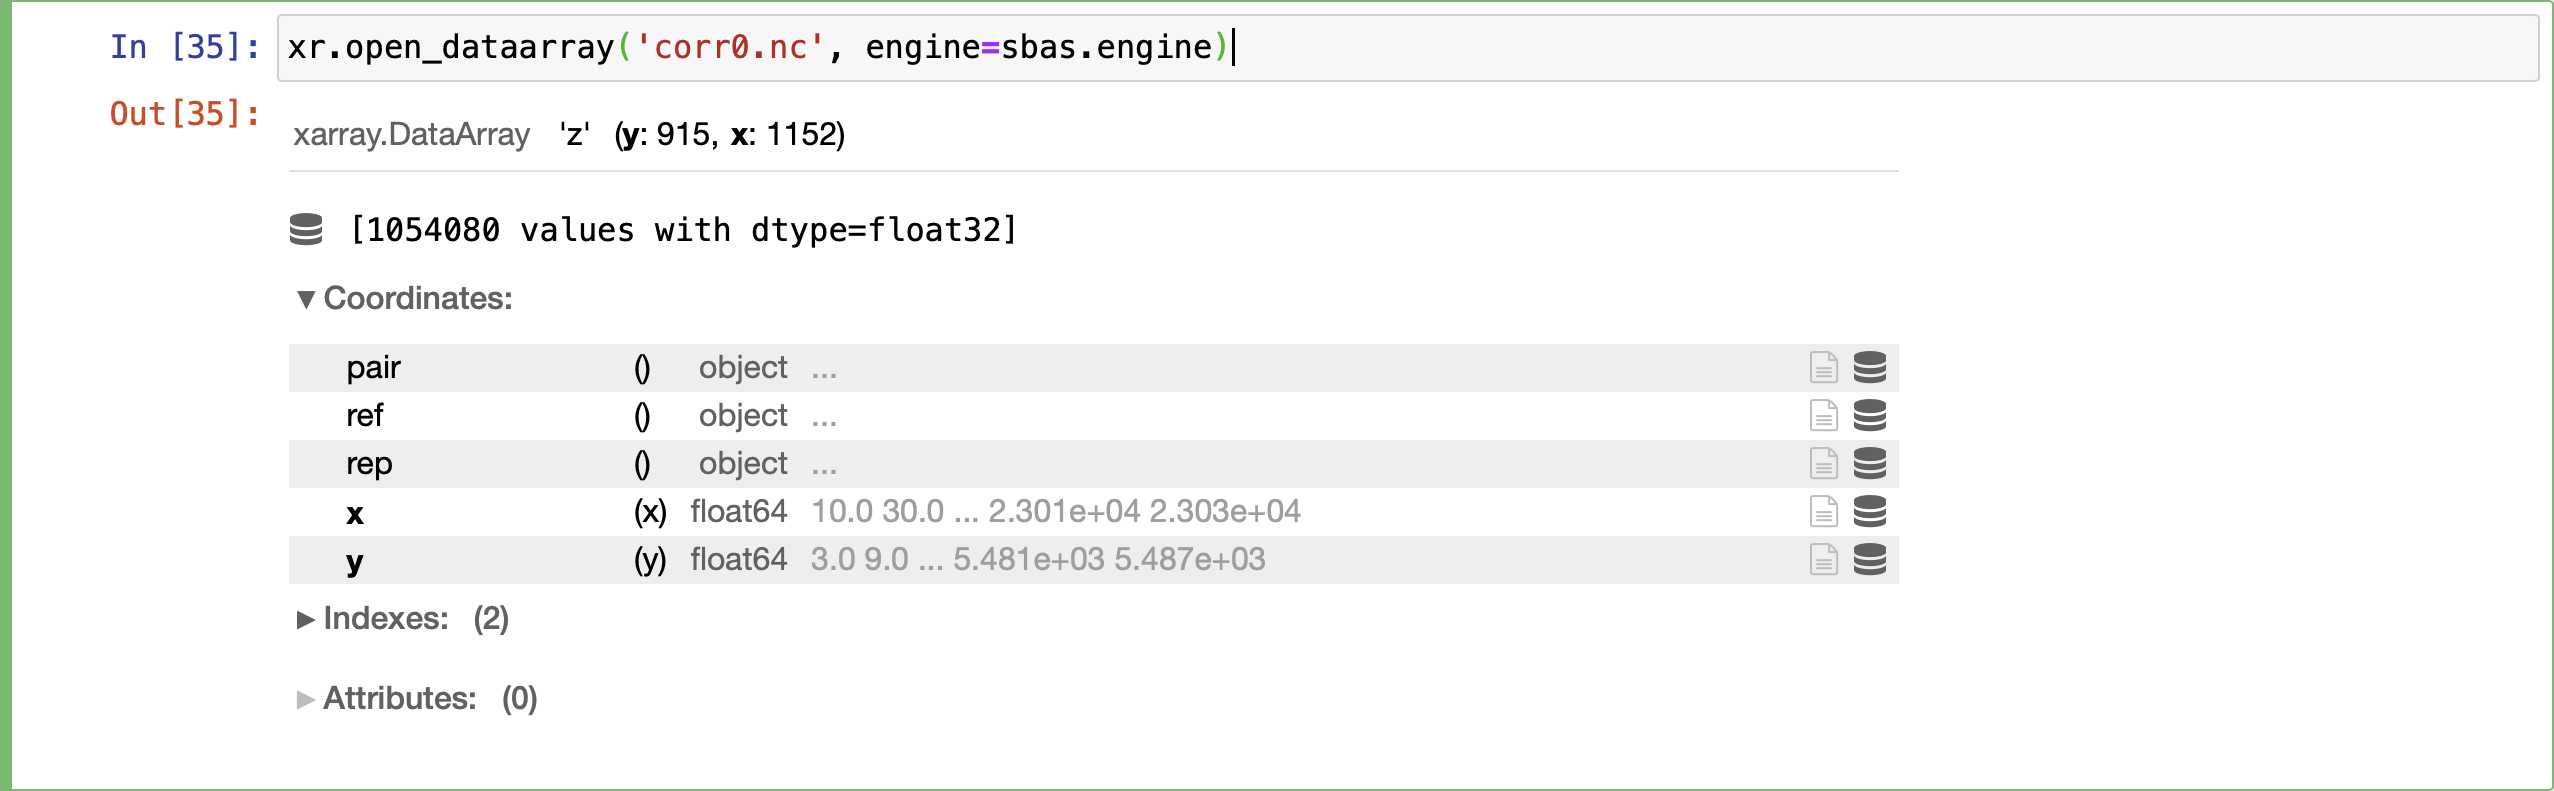 In [35]: xr.open_dataarray('corr0.nc', engine=sbas.engine)
Out[35]:
xarray.DataArray 'z' (y: 915, x: 1152)
[1054080 values with dtype=float32]
▼ Coordinates:
pair () object ...
ref () object ...
rep () object ...
x (x) float64 10.0 30.0 ... 2.301e+04 2.303e+04
y (y) float64 3.0 9.0 ... 5.481e+03 5.487e+03
► Indexes: (2)
► Attributes: (0)